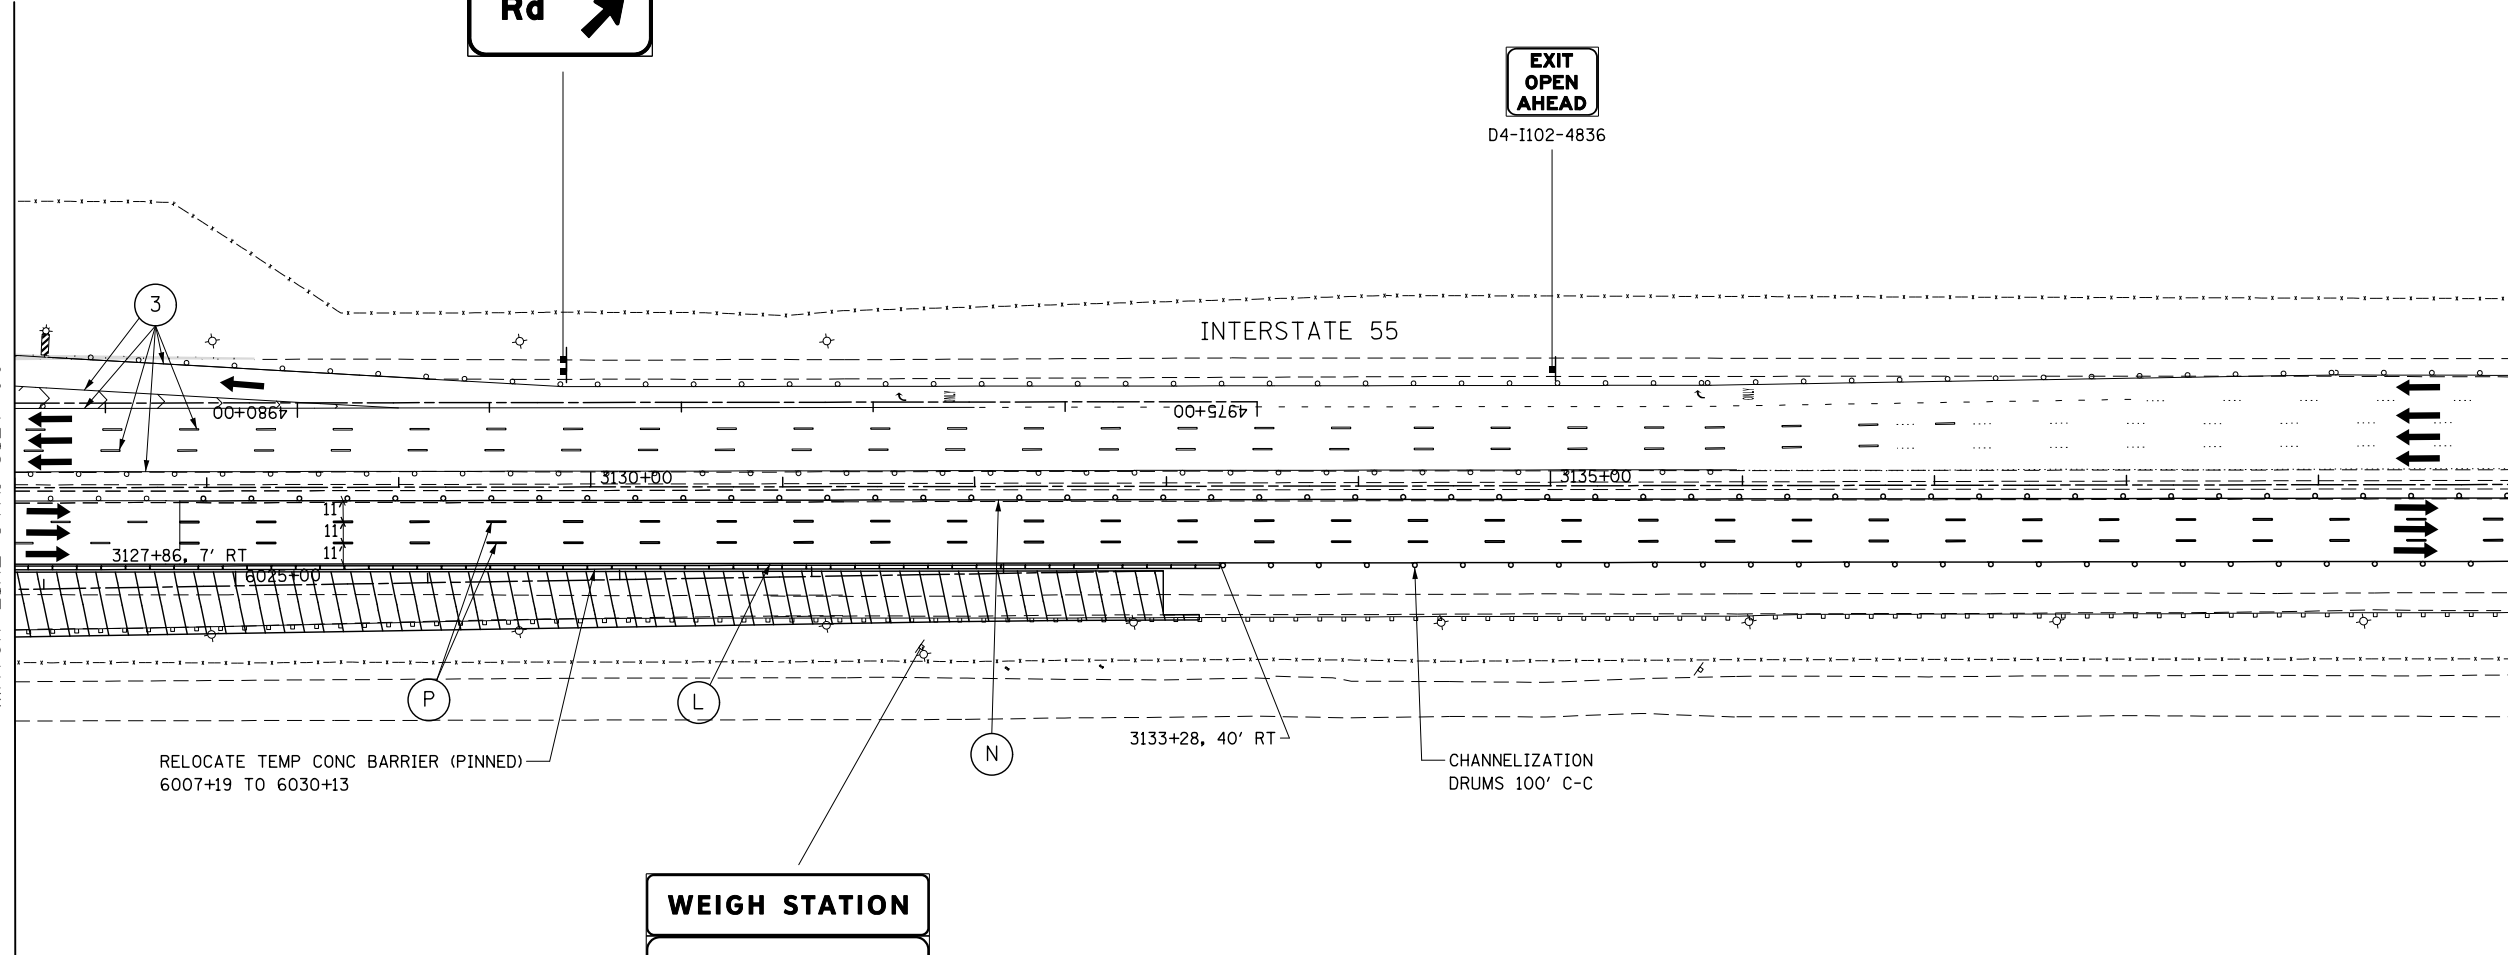 Rd
EXIT
OPEN
AHEAD
D4-I102-4836
3
INTERSTATE 55
4980+00
4975+00
3130+00
3135+00
11'
11'
11'
3127+86, 7' RT
6025+00
P
L
N
3133+28, 40' RT
RELOCATE TEMP CONC BARRIER (PINNED)
6007+19 TO 6030+13
CHANNELIZATION
DRUMS 100' C-C
WEIGH STATION